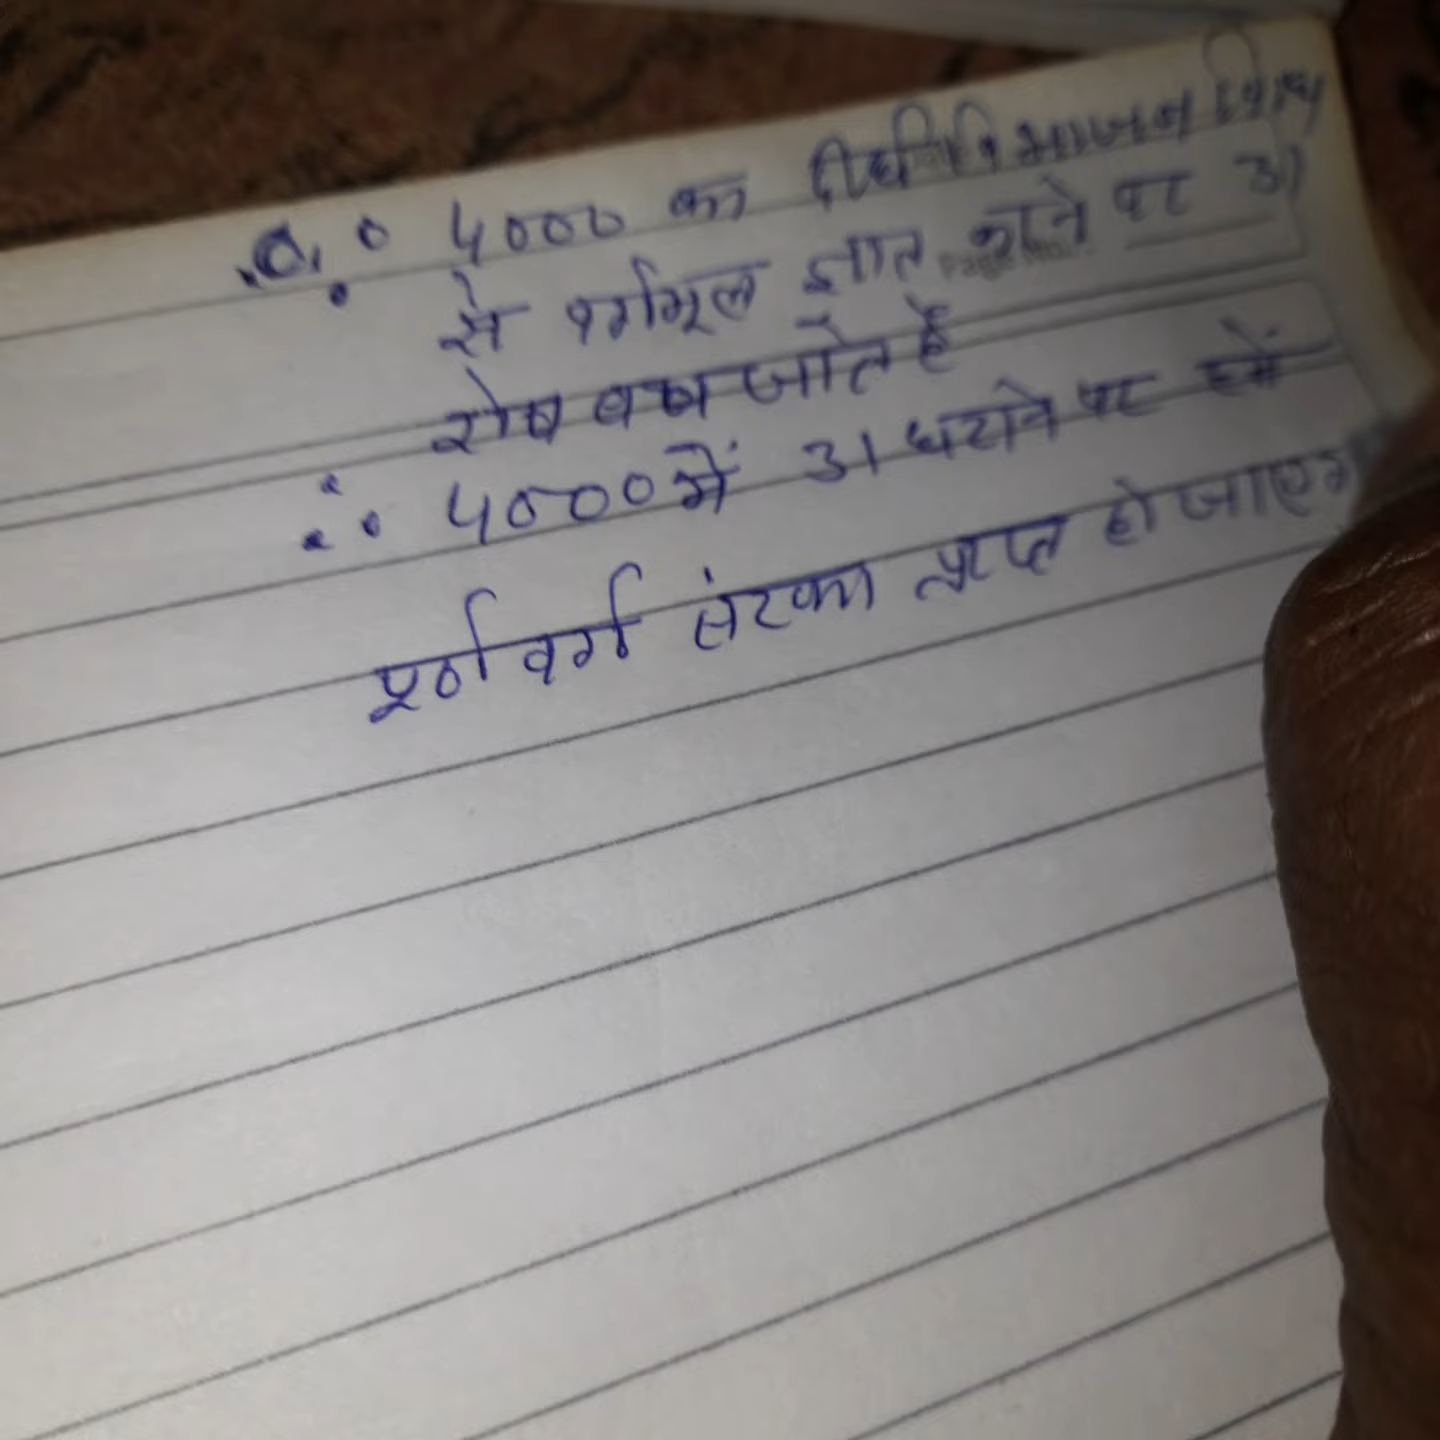 ∵ 4000 का दीर्घ विभाजन विधि
से वर्गमूल ज्ञात करने पर 31
शेष बच जाते है
∴ 4000 में 31 घटाने पर हमें
पूर्ण वर्ग संख्या प्राप्त हो जाएगा